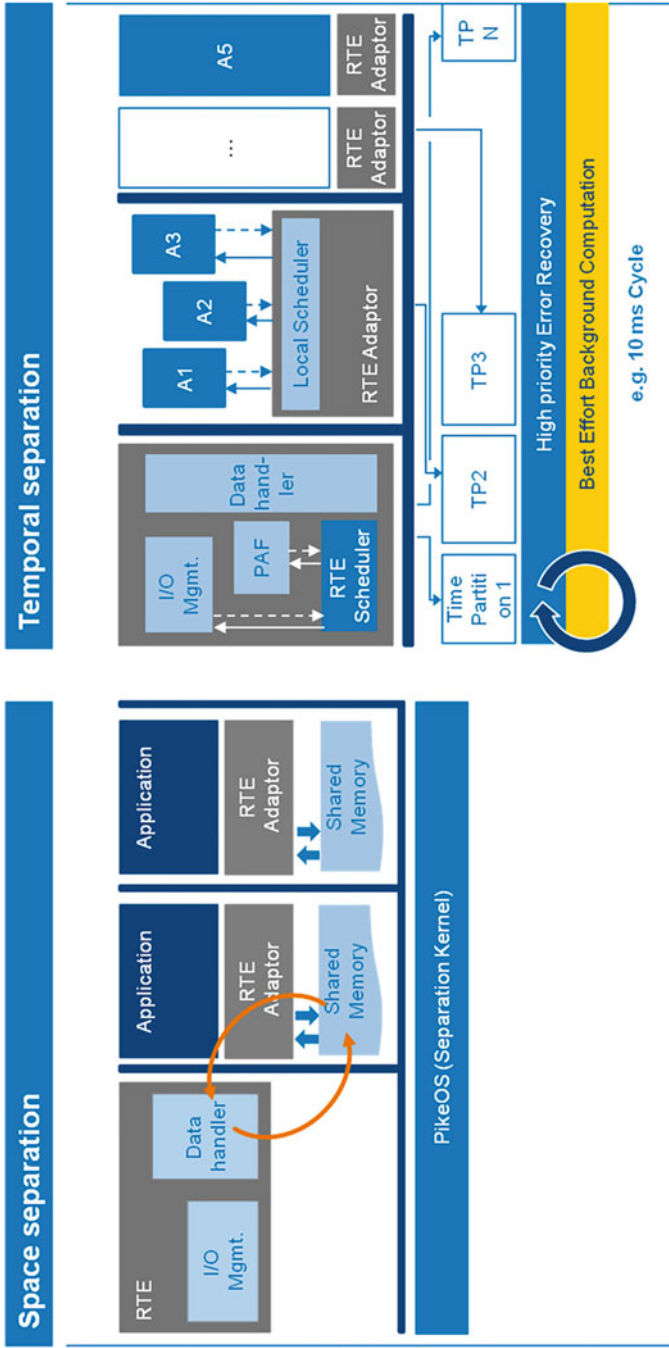 Space separation
RTE
I/O
Mgmt.
Data
handler
Application
RTE
Adaptor
Shared
Memory
Application
RTE
Adaptor
Shared
Memory
PikeOS (Separation Kernel)
Temporal separation
I/O
Mgmt.
PAF
RTE
Scheduler
Data
hand-
ler
A1
A2
A3
Local Scheduler
RTE Adaptor
...
RTE
Adaptor
A5
RTE
Adaptor
Time
Partiti
on 1
TP2
TP3
TP
N
High priority Error Recovery
Best Effort Background Computation
e.g. 10 ms Cycle